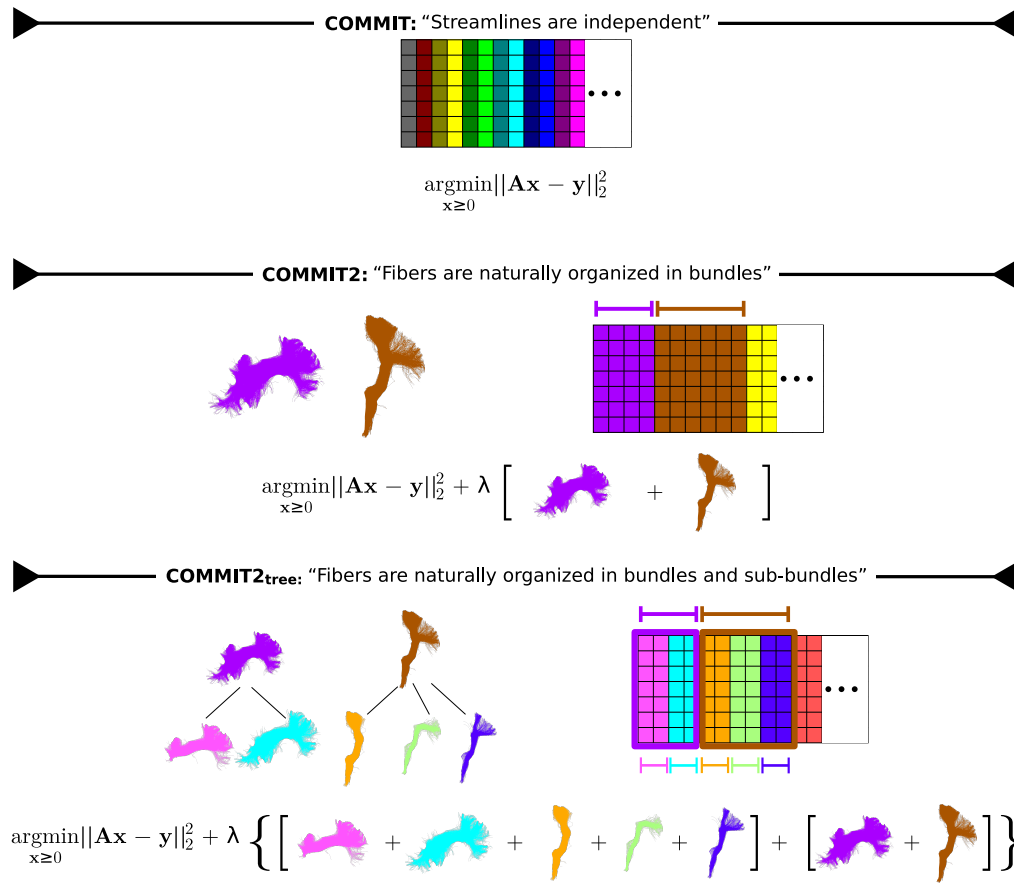 COMMIT: “Streamlines are independent”
• • •
argmin||Ax − y||₂²
x≥0
COMMIT2: “Fibers are naturally organized in bundles”
• • •
argmin||Ax − y||₂² + λ [ + ]
x≥0
COMMIT2tree: “Fibers are naturally organized in bundles and sub-bundles”
• • •
argmin||Ax − y||₂² + λ { [ + + + + ] + [ + ] }
x≥0